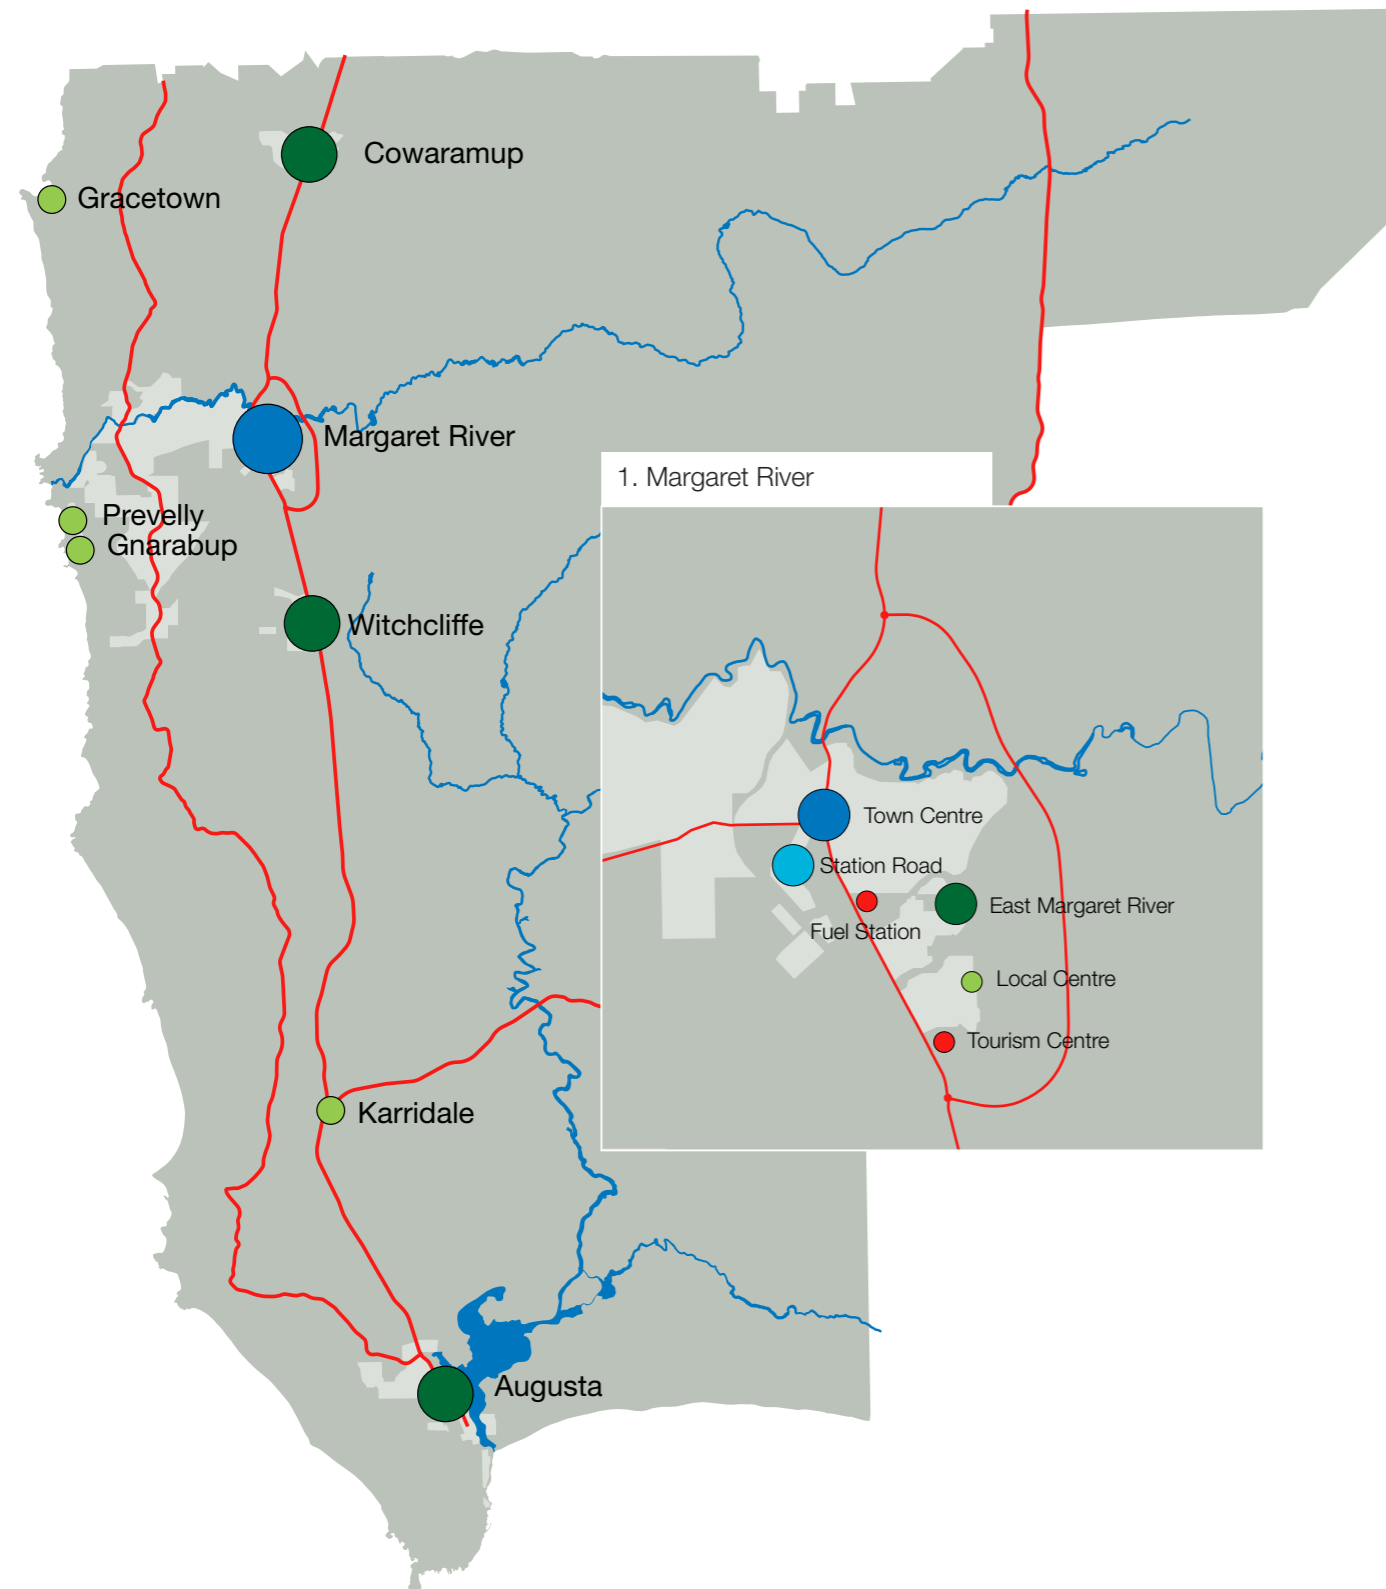 Cowaramup
Gracetown
Margaret River
1. Margaret River
Prevelly
Gnarabup
Witchcliffe
Town Centre
Station Road
East Margaret River
Fuel Station
Local Centre
Tourism Centre
Karridale
Augusta